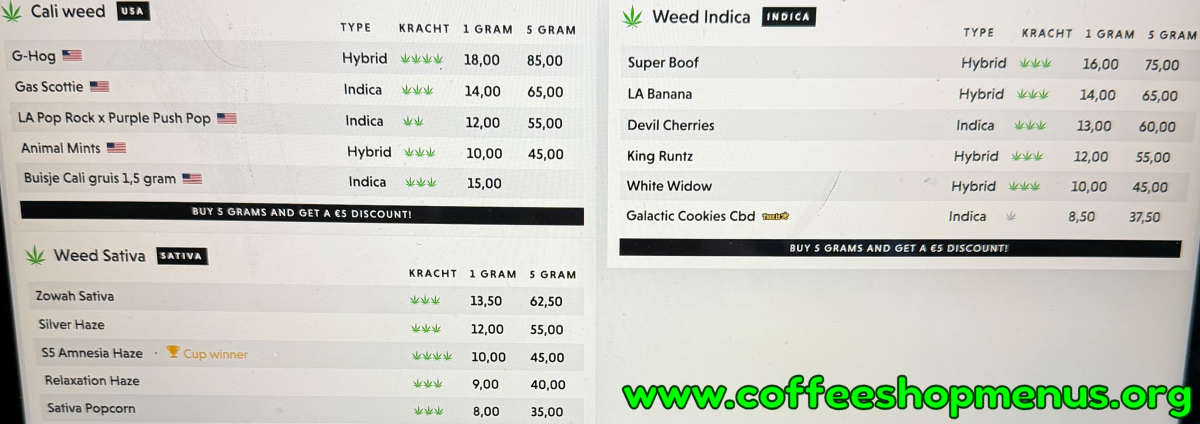 Cali weed USA
TYPE KRACHT 1 GRAM 5 GRAM
G-Hog Hybrid 18,00 85,00
Gas Scottie Indica 14,00 65,00
LA Pop Rock x Purple Push Pop Indica 12,00 55,00
Animal Mints Hybrid 10,00 45,00
Buisje Cali gruis 1,5 gram Indica 15,00
BUY 5 GRAMS AND GET A €5 DISCOUNT!
Weed Sativa SATIVA
KRACHT 1 GRAM 5 GRAM
Zowah Sativa 13,50 62,50
Silver Haze 12,00 55,00
S5 Amnesia Haze · Cup winner 10,00 45,00
Relaxation Haze 9,00 40,00
Sativa Popcorn 8,00 35,00
Weed Indica INDICA
TYPE KRACHT 1 GRAM 5 GRAM
Super Boof Hybrid 16,00 75,00
LA Banana Hybrid 14,00 65,00
Devil Cherries Indica 13,00 60,00
King Runtz Hybrid 12,00 55,00
White Widow Hybrid 10,00 45,00
Galactic Cookies Cbd Indica 8,50 37,50
BUY 5 GRAMS AND GET A €5 DISCOUNT!
www.coffeeshopmenus.org